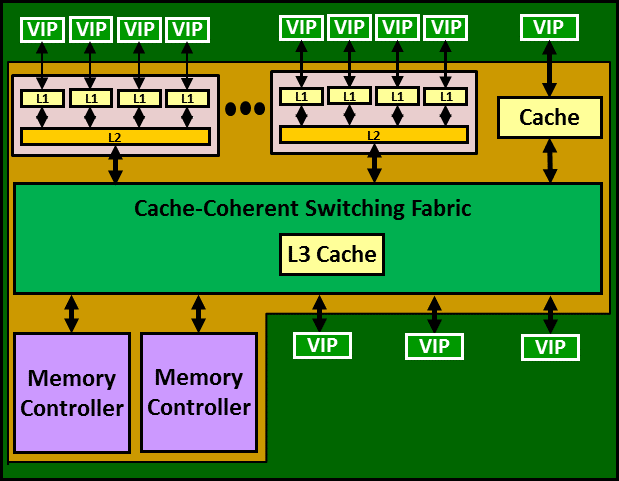 VIP VIP VIP VIP VIP VIP VIP VIP VIP
L1 L1 L1 L1 L1 L1 L1 L1
L2 L2
Cache
Cache-Coherent Switching Fabric
L3 Cache
VIP VIP VIP
Memory
Controller
Memory
Controller